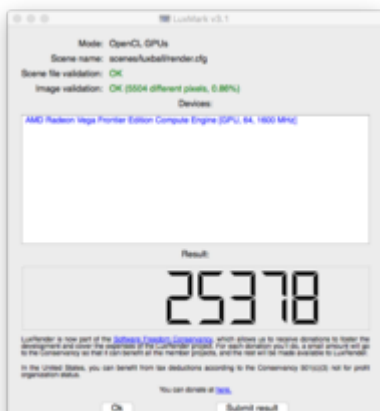 LuxMark v3.1
Mode: OpenCL GPUs
Scene name: scenes/luxball/render.cfg
Scene file validation: OK
Image validation: OK (5504 different pixels, 0.86%)
Devices:
AMD Radeon Vega Frontier Edition Compute Engine [GPU, 64, 1600 MHz]
Result:
25378
LuxRender is now part of the Software Freedom Conservancy, which allows us to receive donations to foster the
development and cover the expenses of the LuxRender project. For each donation you'll do, a small amount will go
to the Conservancy so that it can benefit all the member projects, and the rest will be made available to LuxRender.
In the United States, you can benefit from tax deductions according to the Conservancy 501(c)(3) not for profit
organization status.
You can donate at here.
Ok Submit result